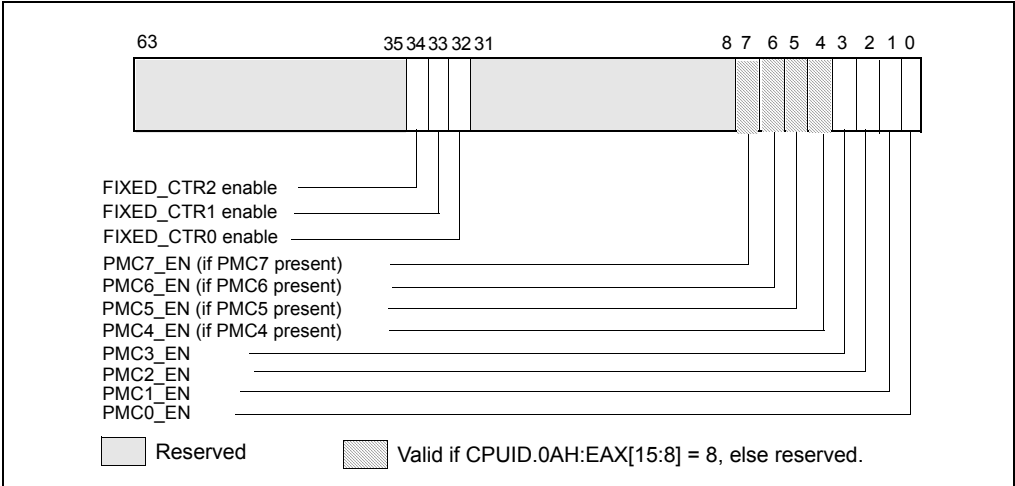 63 35 34 33 32 31 8 7 6 5 4 3 2 1 0
FIXED_CTR2 enable
FIXED_CTR1 enable
FIXED_CTR0 enable
PMC7_EN (if PMC7 present)
PMC6_EN (if PMC6 present)
PMC5_EN (if PMC5 present)
PMC4_EN (if PMC4 present)
PMC3_EN
PMC2_EN
PMC1_EN
PMC0_EN
Reserved Valid if CPUID.0AH:EAX[15:8] = 8, else reserved.